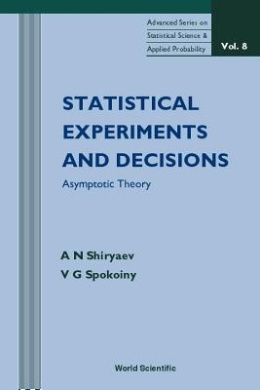 Advanced Series on
Statistical Science &
Applied Probability
Vol. 8
STATISTICAL
EXPERIMENTS
AND DECISIONS
Asymptotic Theory
A N Shiryaev
V G Spokoiny
World Scientific